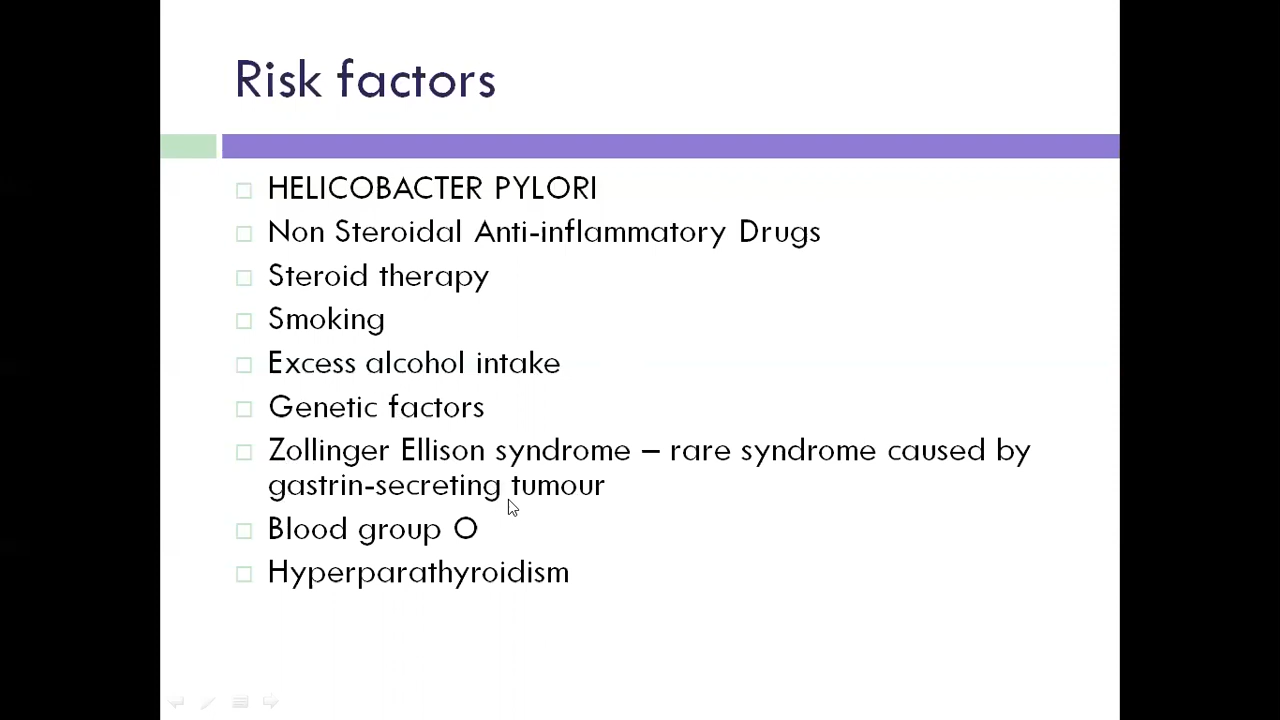 Risk factors
HELICOBACTER PYLORI
Non Steroidal Anti-inflammatory Drugs
Steroid therapy
Smoking
Excess alcohol intake
Genetic factors
Zollinger Ellison syndrome – rare syndrome caused by
gastrin-secreting tumour
Blood group O
Hyperparathyroidism